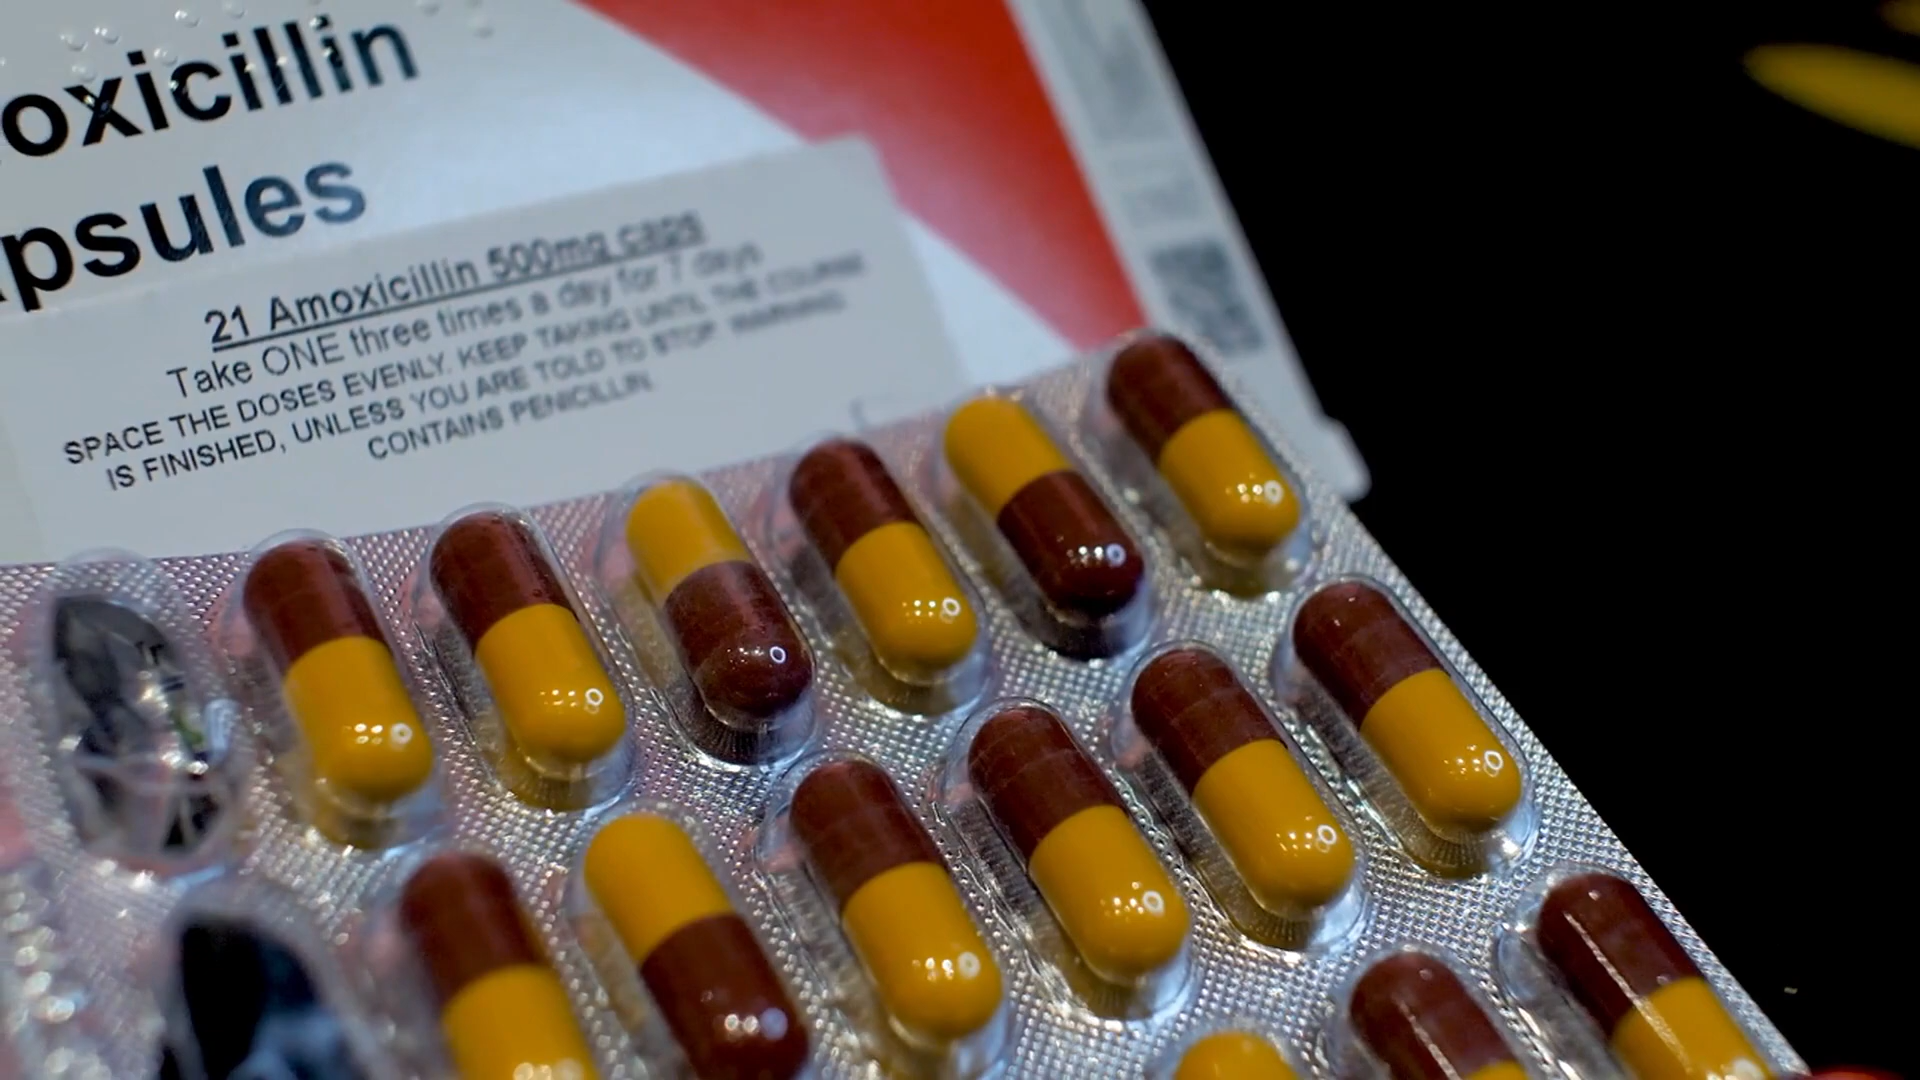 oxicillin
psules
21 Amoxicillin 500mg caps
Take ONE three times a day for 7 days
SPACE THE DOSES EVENLY. KEEP TAKING UNTIL THE COURSE
IS FINISHED, UNLESS YOU ARE TOLD TO STOP. WARNING.
CONTAINS PENICILLIN.